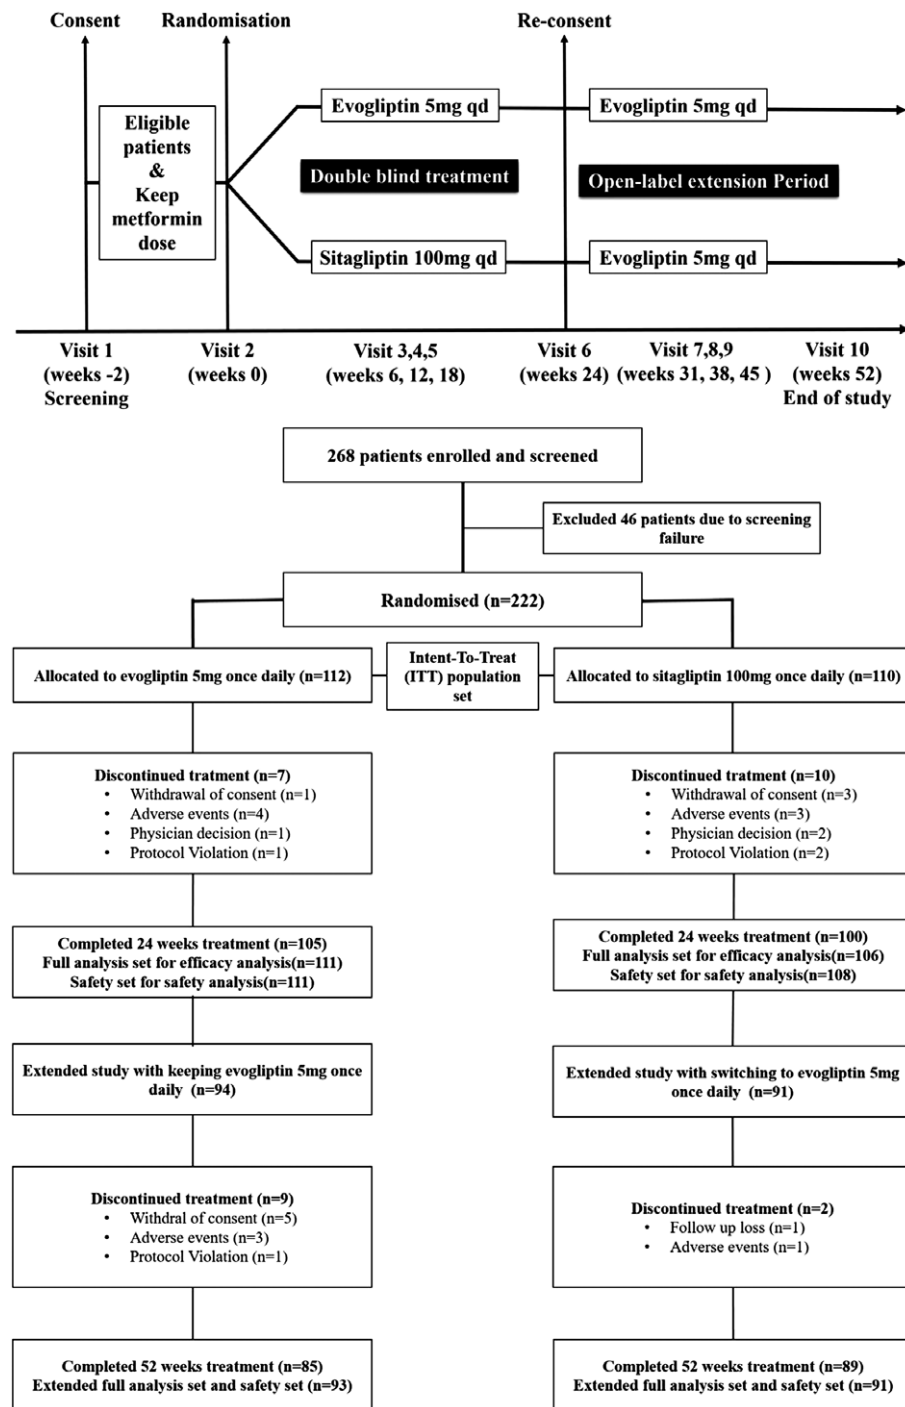 Consent
Randomisation
Re-consent
Eligible
patients
&
Keep
metformin
dose
Evogliptin 5mg qd
Evogliptin 5mg qd
Double blind treatment
Open-label extension Period
Sitagliptin 100mg qd
Evogliptin 5mg qd
Visit 1
(weeks -2)
Screening
Visit 2
(weeks 0)
Visit 3,4,5
(weeks 6, 12, 18)
Visit 6
(weeks 24)
Visit 7,8,9
(weeks 31, 38, 45 )
Visit 10
(weeks 52)
End of study
268 patients enrolled and screened
Excluded 46 patients due to screening
failure
Randomised (n=222)
Allocated to evogliptin 5mg once daily (n=112)
Intent-To-Treat
(ITT) population
set
Allocated to sitagliptin 100mg once daily (n=110)
Discontinued tratment (n=7)
• Withdrawal of consent (n=1)
• Adverse events (n=4)
• Physician decision (n=1)
• Protocol Violation (n=1)
Discontinued tratment (n=10)
• Withdrawal of consent (n=3)
• Adverse events (n=3)
• Physician decision (n=2)
• Protocol Violation (n=2)
Completed 24 weeks treatment (n=105)
Full analysis set for efficacy analysis(n=111)
Safety set for safety analysis(n=111)
Completed 24 weeks treatment (n=100)
Full analysis set for efficacy analysis(n=106)
Safety set for safety analysis(n=108)
Extended study with keeping evogliptin 5mg once
daily (n=94)
Extended study with switching to evogliptin 5mg
once daily (n=91)
Discontinued treatment (n=9)
• Withdral of consent (n=5)
• Adverse events (n=3)
• Protocol Violation (n=1)
Discontinued treatment (n=2)
• Follow up loss (n=1)
• Adverse events (n=1)
Completed 52 weeks treatment (n=85)
Extended full analysis set and safety set (n=93)
Completed 52 weeks treatment (n=89)
Extended full analysis set and safety set (n=91)